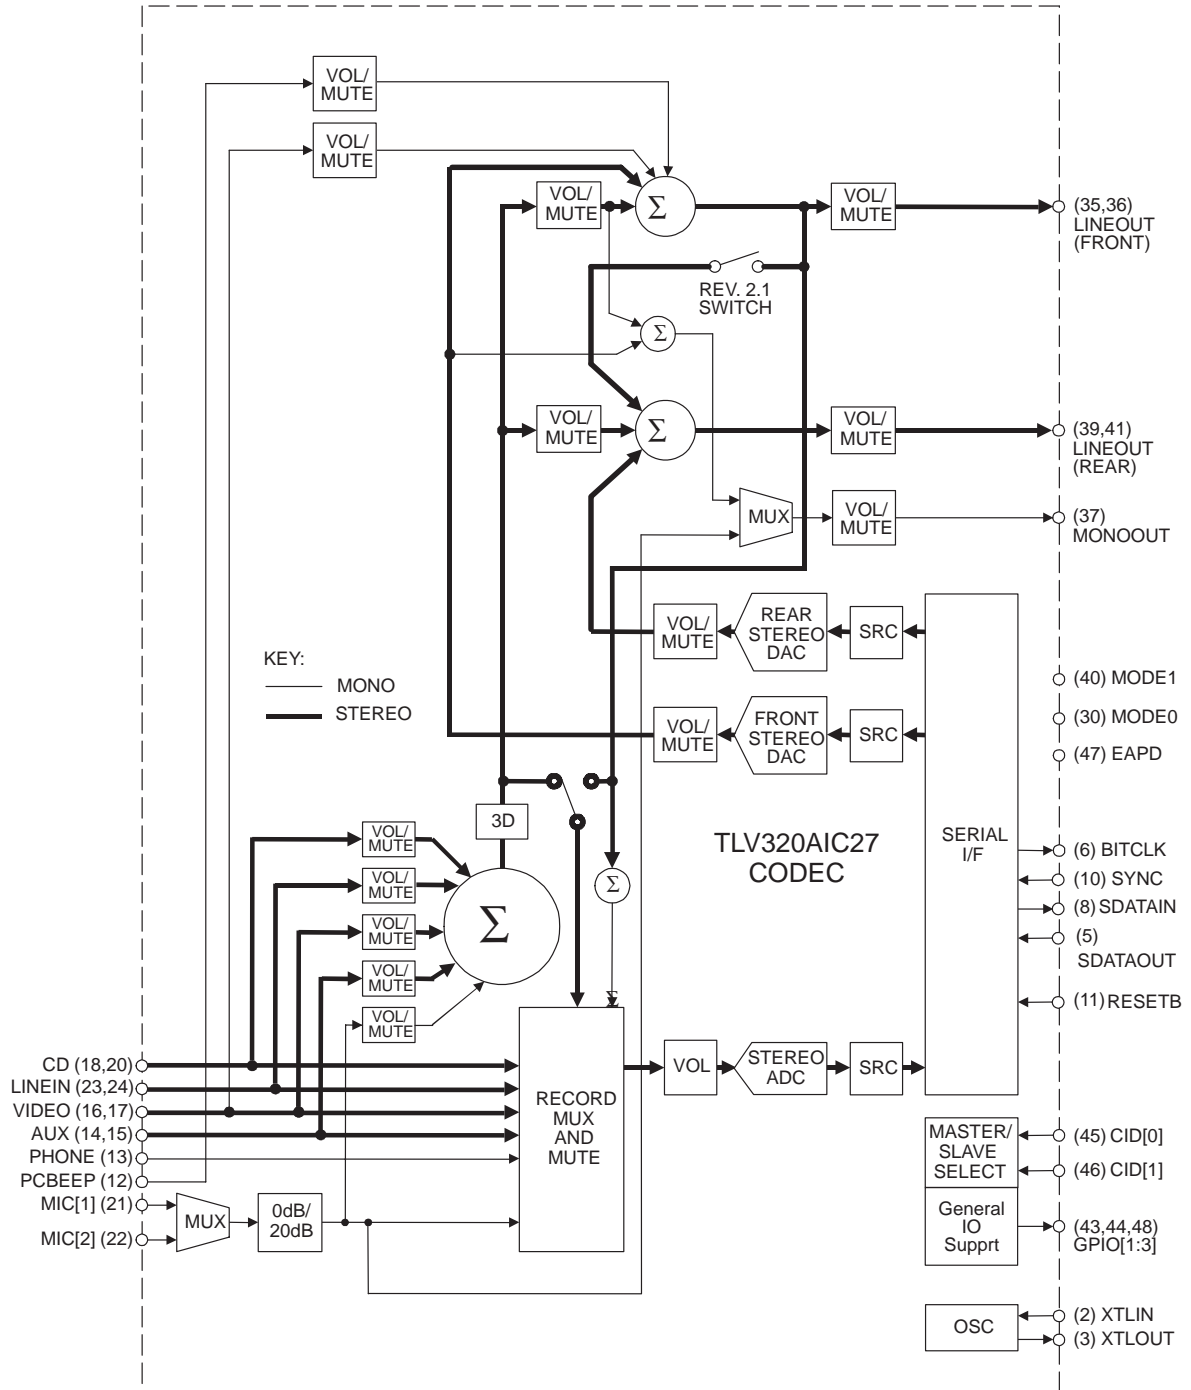 VOL/
MUTE
VOL/
MUTE
VOL/
MUTE
Σ
VOL/
MUTE
(35,36)
LINEOUT
(FRONT)
REV. 2.1
SWITCH
Σ
VOL/
MUTE
Σ
VOL/
MUTE
(39,41)
LINEOUT
(REAR)
MUX
VOL/
MUTE
(37)
MONOOUT
VOL/
MUTE
REAR
STEREO
DAC
SRC
KEY:
MONO
STEREO
VOL/
MUTE
FRONT
STEREO
DAC
SRC
(40) MODE1
(30) MODE0
(47) EAPD
3D
VOL/
MUTE
VOL/
MUTE
VOL/
MUTE
VOL/
MUTE
VOL/
MUTE
Σ
Σ
Σ
TLV320AIC27
CODEC
SERIAL
I/F
(6) BITCLK
(10) SYNC
(8) SDATAIN
(5)
SDATAOUT
(11) RESETB
CD (18,20)
LINEIN (23,24)
VIDEO (16,17)
AUX (14,15)
PHONE (13)
PCBEEP (12)
MIC[1] (21)
MIC[2] (22)
MUX
0dB/
20dB
RECORD
MUX
AND
MUTE
VOL
STEREO
ADC
SRC
MASTER/
SLAVE
SELECT
(45) CID[0]
(46) CID[1]
General
IO
Supprt
(43,44,48)
GPIO[1:3]
OSC
(2) XTLIN
(3) XTLOUT